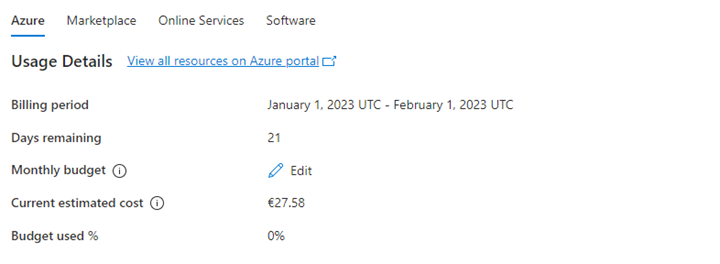 Azure Marketplace Online Services Software
Usage Details View all resources on Azure portal
Billing period January 1, 2023 UTC - February 1, 2023 UTC
Days remaining 21
Monthly budget Edit
Current estimated cost €27.58
Budget used % 0%